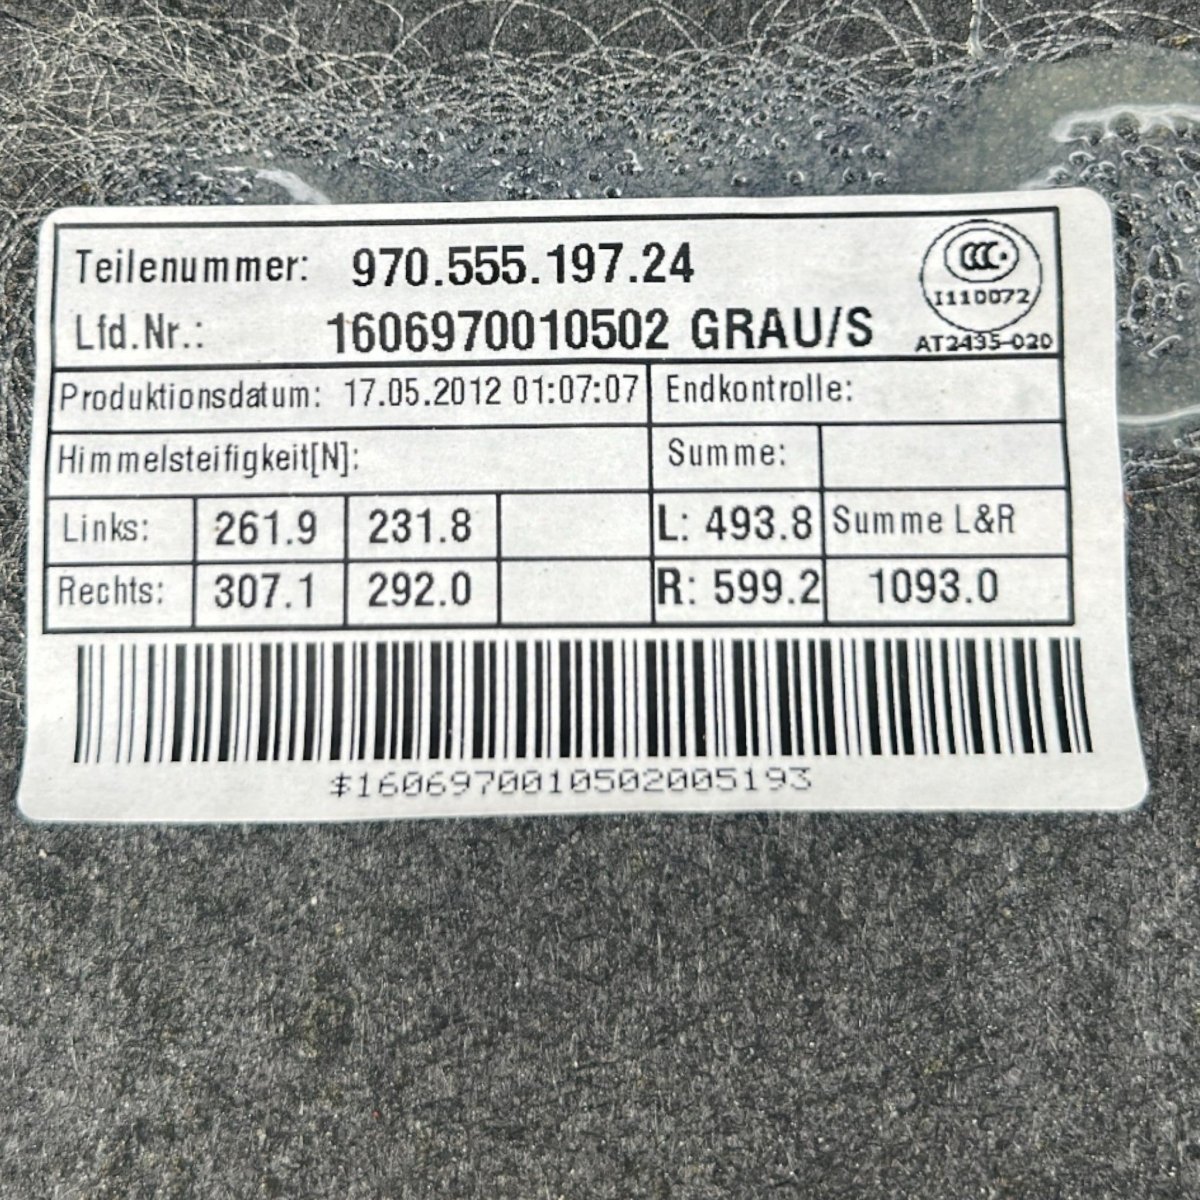 Teilenummer: 970.555.197.24
CCC
I110072
Lfd.Nr.: 1606970010502 GRAU/S
AT2435-020
Produktionsdatum: 17.05.2012 01:07:07 Endkontrolle:
Himmelsteifigkeit[N]: Summe:
Links: 261.9 231.8 L: 493.8 Summe L&R
Rechts: 307.1 292.0 R: 599.2 1093.0
$1606970010502005193